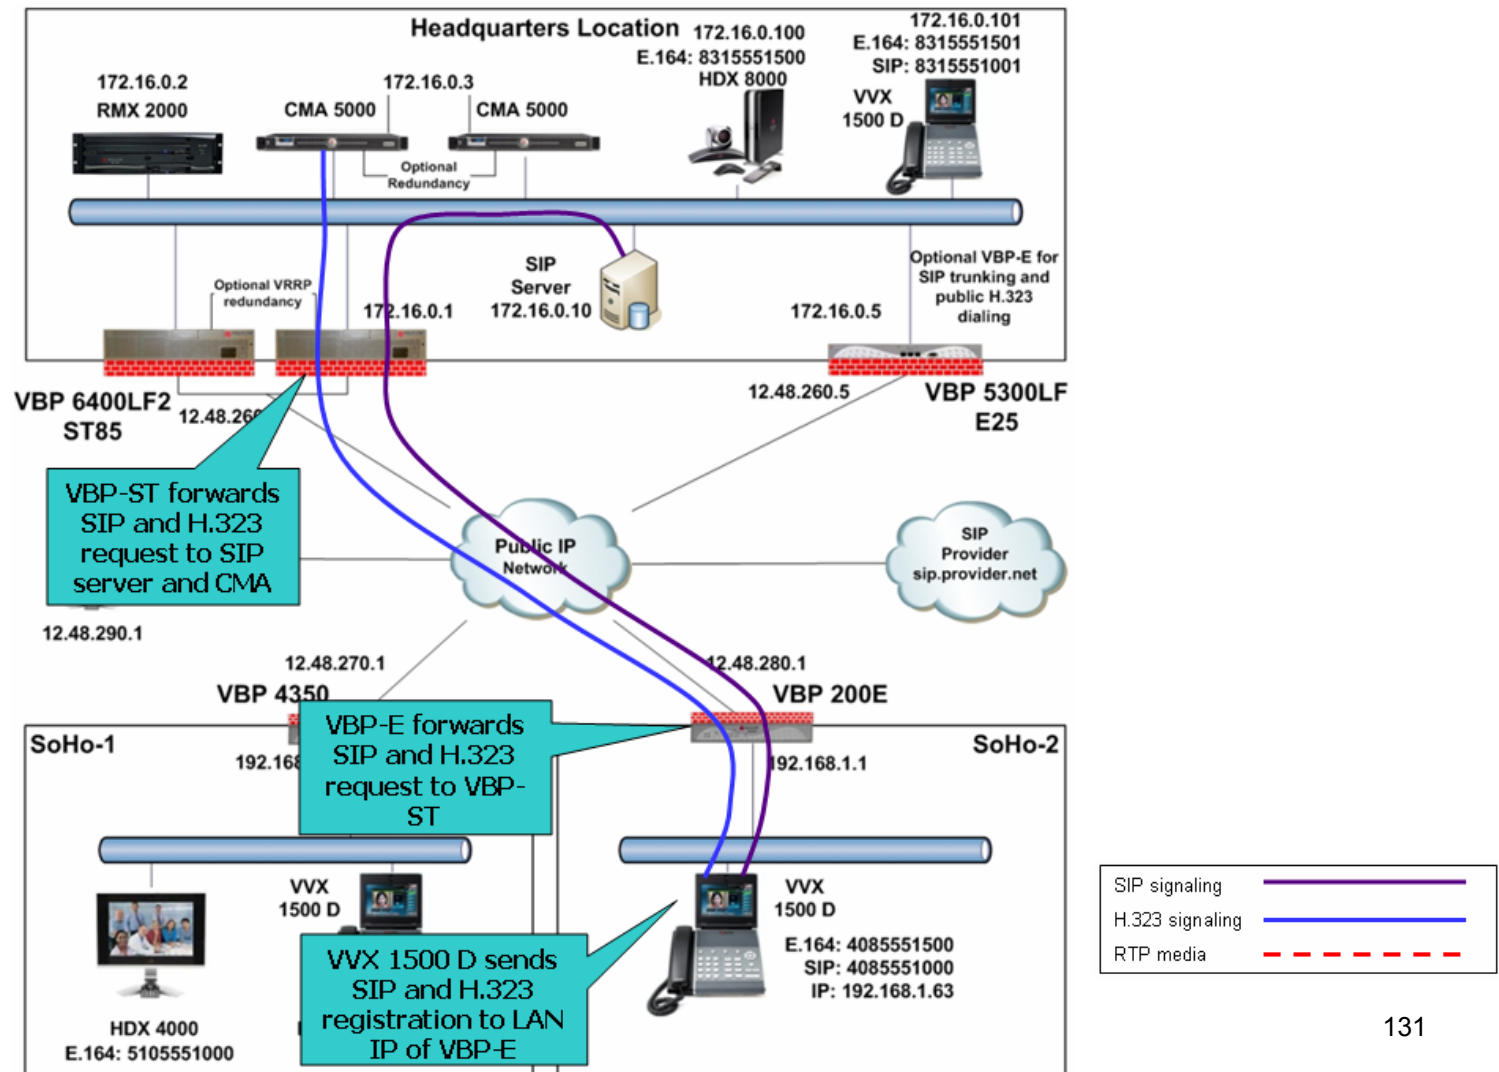 Headquarters Location
172.16.0.100
E.164: 8315551500
HDX 8000
172.16.0.101
E.164: 8315551501
SIP: 8315551001
VVX
1500 D
172.16.0.2
RMX 2000
CMA 5000
172.16.0.3
CMA 5000
Optional
Redundancy
Optional VRRP
redundancy
172.16.0.1
SIP
Server
172.16.0.10
172.16.0.5
Optional VBP-E for
SIP trunking and
public H.323
dialing
VBP 6400LF2
ST85
12.48.260
12.48.260.5
VBP 5300LF
E25
VBP-ST forwards
SIP and H.323
request to SIP
server and CMA
Public IP
Network
SIP
Provider
sip.provider.net
12.48.290.1
12.48.270.1
VBP 4350
12.48.280.1
VBP 200E
SoHo-1
192.168
VBP-E forwards
SIP and H.323
request to VBP-
ST
192.168.1.1
SoHo-2
VVX
1500 D
HDX 4000
E.164: 5105551000
VVX 1500 D sends
SIP and H.323
registration to LAN
IP of VBP-E
VVX
1500 D
E.164: 4085551500
SIP: 4085551000
IP: 192.168.1.63
SIP signaling
H.323 signaling
RTP media
131